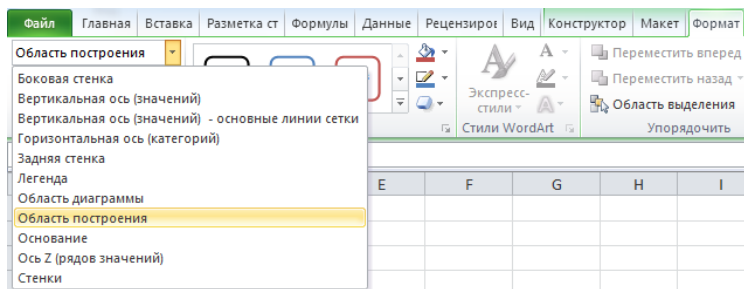 Файл Главная Вставка Разметка ст Формулы Данные Рецензиров Вид Конструктор Макет Формат
Область построения
Переместить вперед
Переместить назад
Экспресс-
стили
Область выделения
Стили WordArt Упорядочить
Боковая стенка
Вертикальная ось (значений)
Вертикальная ось (значений) - основные линии сетки
Горизонтальная ось (категорий)
Задняя стенка
Легенда
Область диаграммы
Область построения
Основание
Ось Z (рядов значений)
Стенки
E F G H I